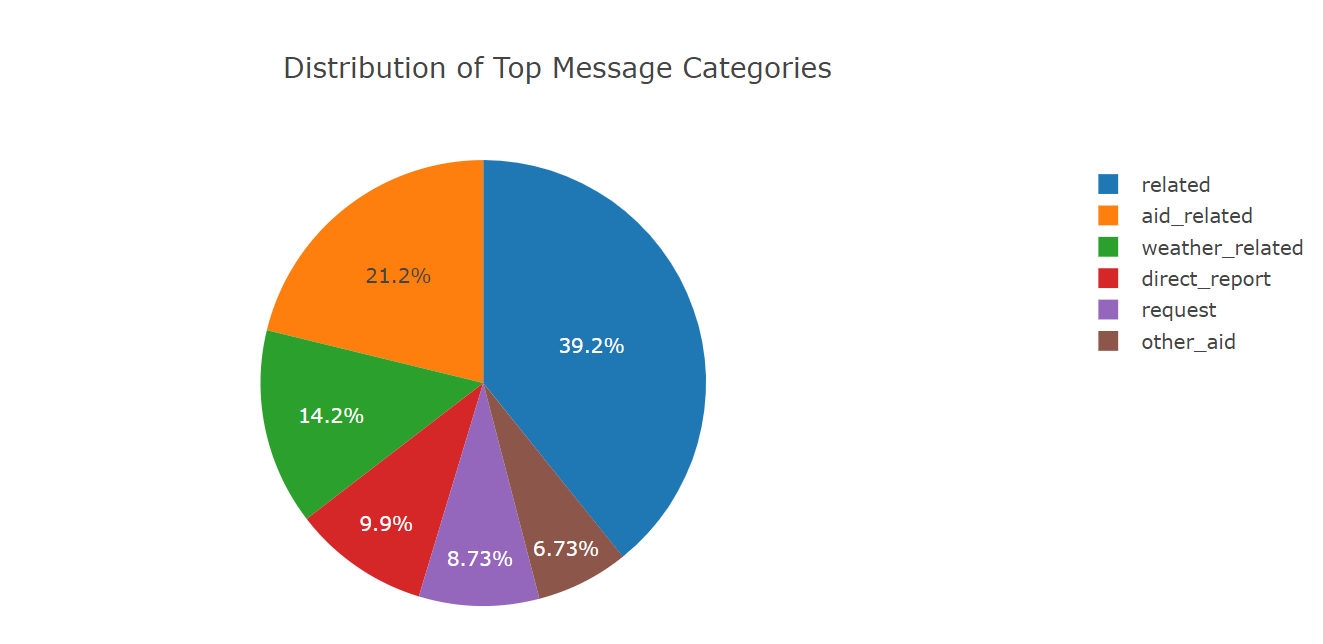 Distribution of Top Message Categories
related
aid_related
weather_related
direct_report
request
other_aid
21.2%
39.2%
14.2%
9.9%
8.73%
6.73%